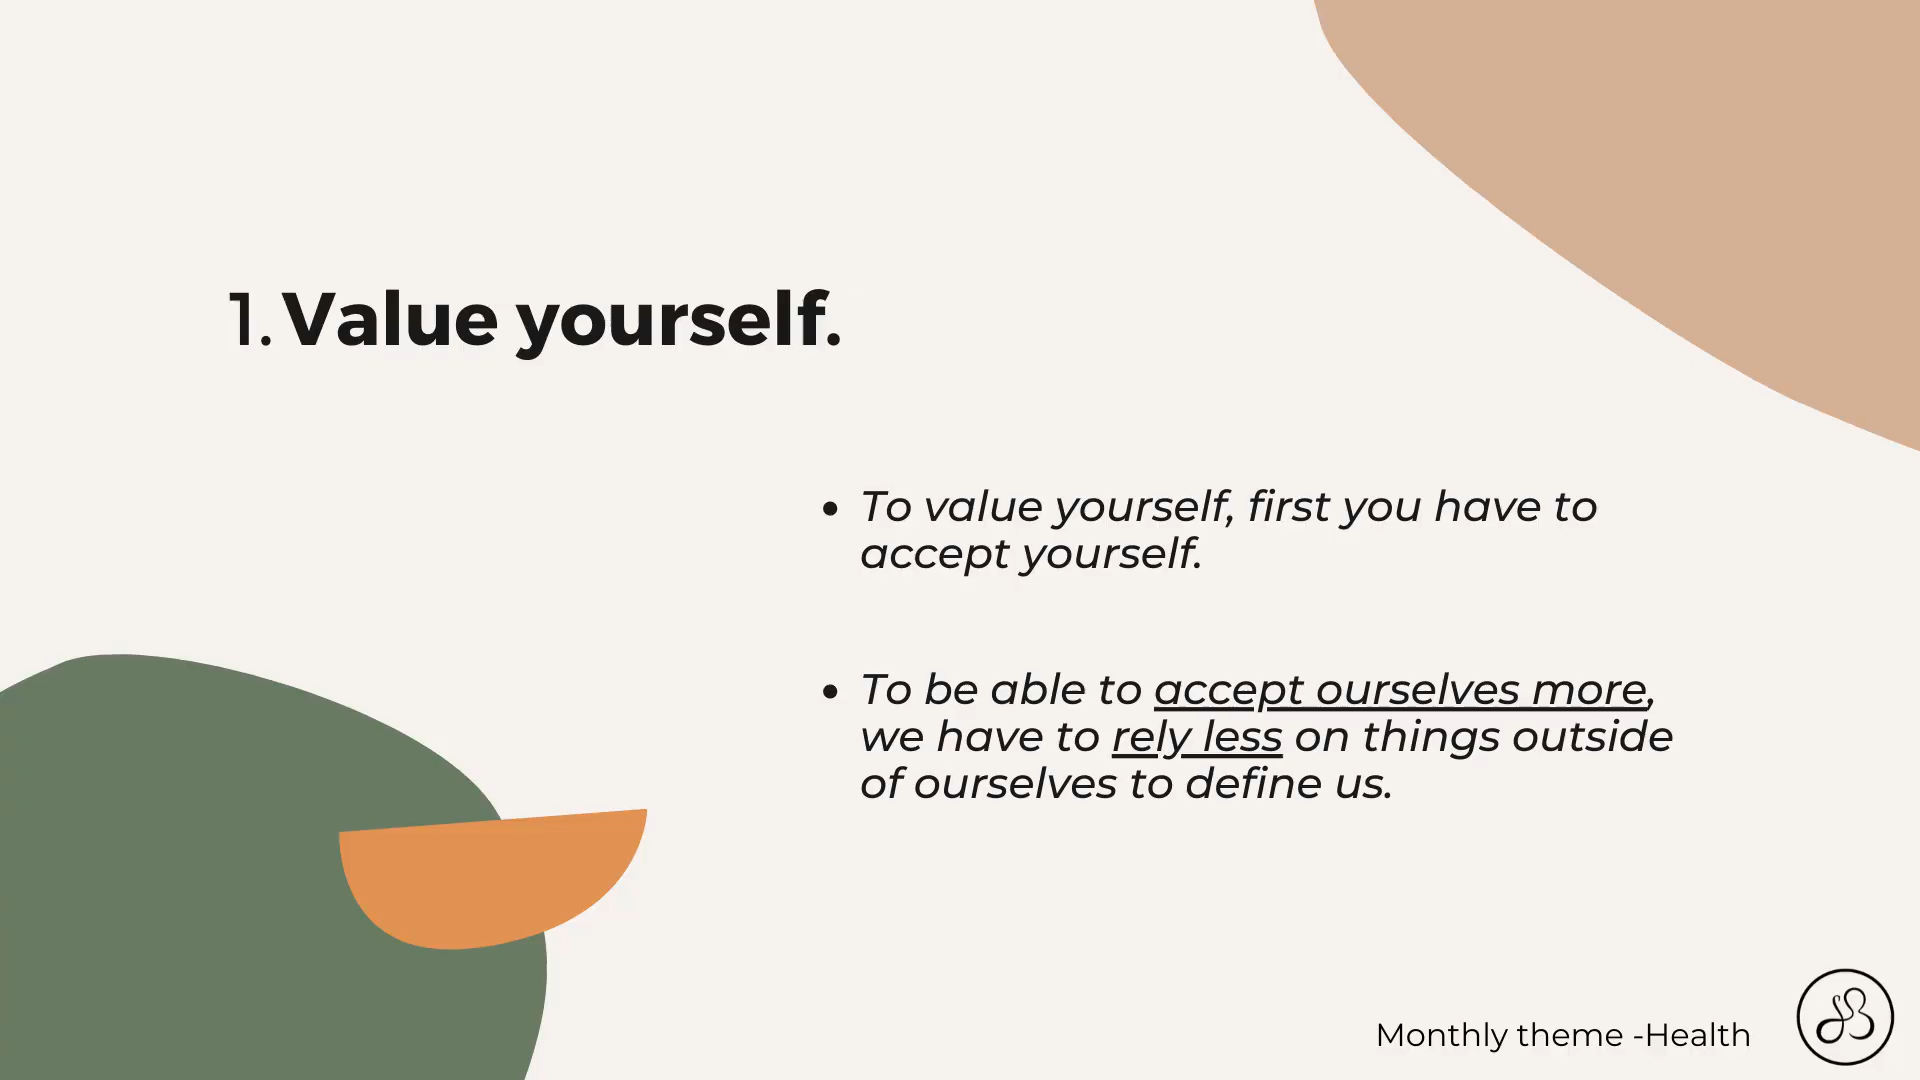 1. Value yourself.
• To value yourself, first you have to
accept yourself.
• To be able to accept ourselves more,
we have to rely less on things outside
of ourselves to define us.
Monthly theme -Health